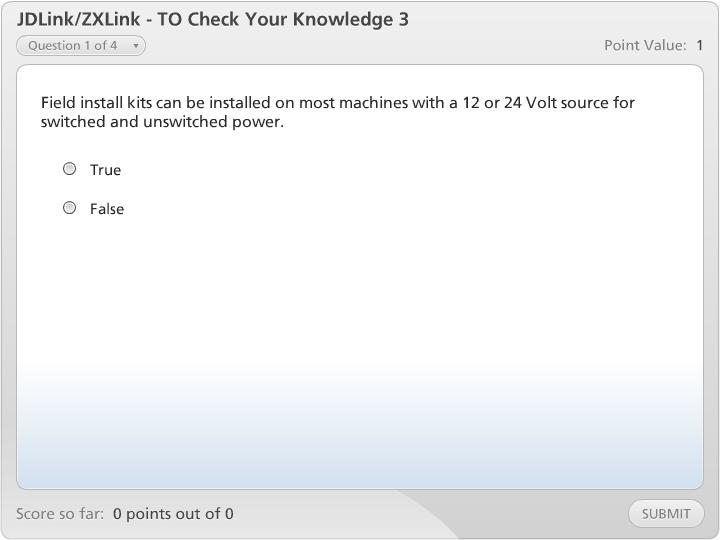 JDLink/ZXLink - TO Check Your Knowledge 3
Question 1 of 4
Point Value: 1
Field install kits can be installed on most machines with a 12 or 24 Volt source for
switched and unswitched power.
True
False
Score so far: 0 points out of 0
SUBMIT